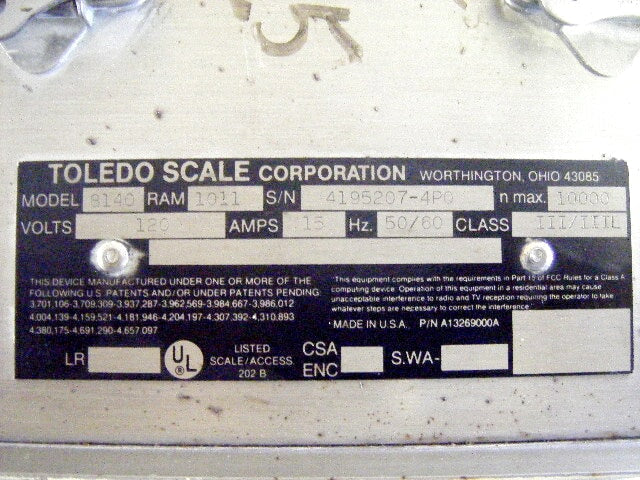 5
TOLEDO SCALE CORPORATION WORTHINGTON, OHIO 43085
MODEL 8140 RAM 1011 S/N 4195207-4P0 n max. 10000
VOLTS 120 AMPS .15 Hz. 50/60 CLASS III/IIIL
THIS DEVICE MANUFACTURED UNDER ONE OR MORE OF THE
FOLLOWING U.S. PATENTS AND/OR UNDER PATENTS PENDING:
3,701,106-3,709,309-3,937,287-3,962,569-3,984,667-3,986,012
4,004,139-4,159,521-4,181,946-4,204,197-4,307,392-4,310,893
4,380,175-4,691,290-4,657,097
This equipment complies with the requirements in Part 15 of FCC Rules for a Class A
computing device. Operation of this equipment in a residential area may cause
unacceptable interference to radio and TV reception requiring the operator to take
whatever steps are necessary to correct the interference.
MADE IN U.S.A. P/N A13269000A
LR UL ® LISTED SCALE/ACCESS 202 B CSA ENC S.WA-